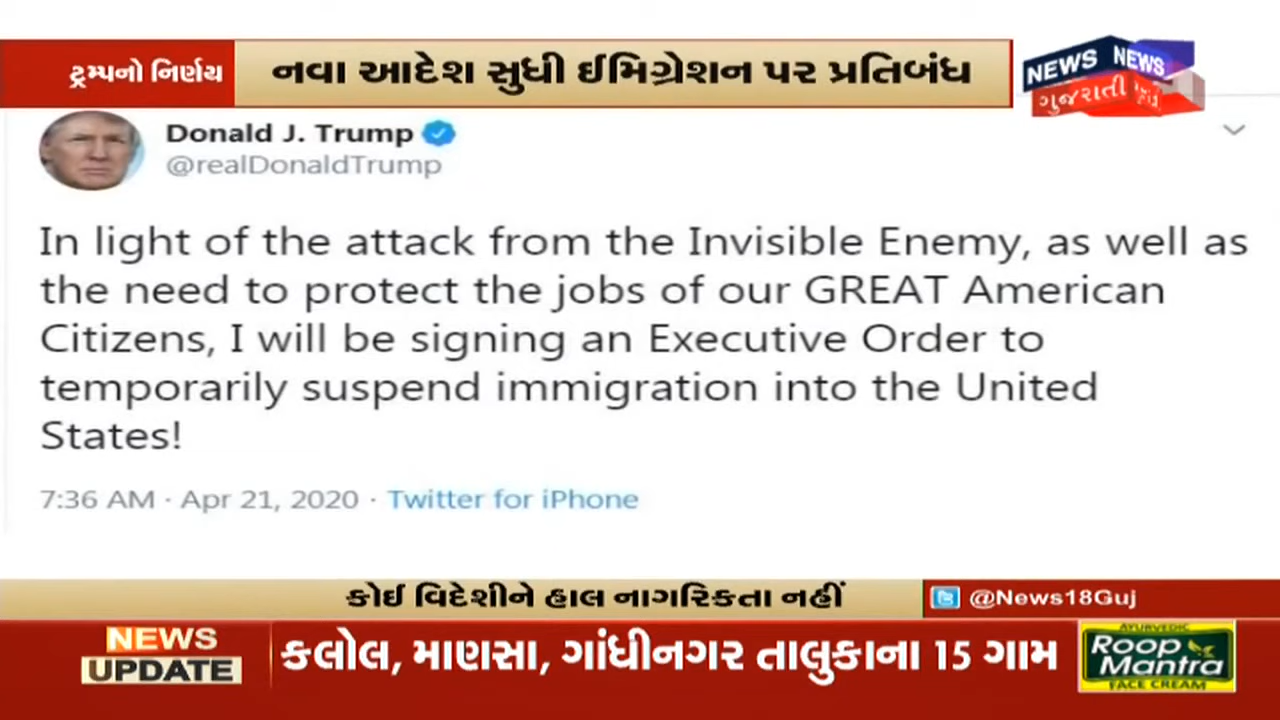 ટ્રમ્પનો નિર્ણય
નવા આદેશ સુધી ઈમિગ્રેશન પર પ્રતિબંધ
NEWS NEWS
ગુજરાતી
Donald J. Trump
@realDonaldTrump
In light of the attack from the Invisible Enemy, as well as
the need to protect the jobs of our GREAT American
Citizens, I will be signing an Executive Order to
temporarily suspend immigration into the United
States!
7:36 AM · Apr 21, 2020 · Twitter for iPhone
કોઈ વિદેશીને હાલ નાગરિકતા નહીં
@News18Guj
NEWS
UPDATE
કલોલ, માણસા, ગાંધીનગર તાલુકાના 15 ગામ
AYURVEDIC
Roop
Mantra
FACE CREAM